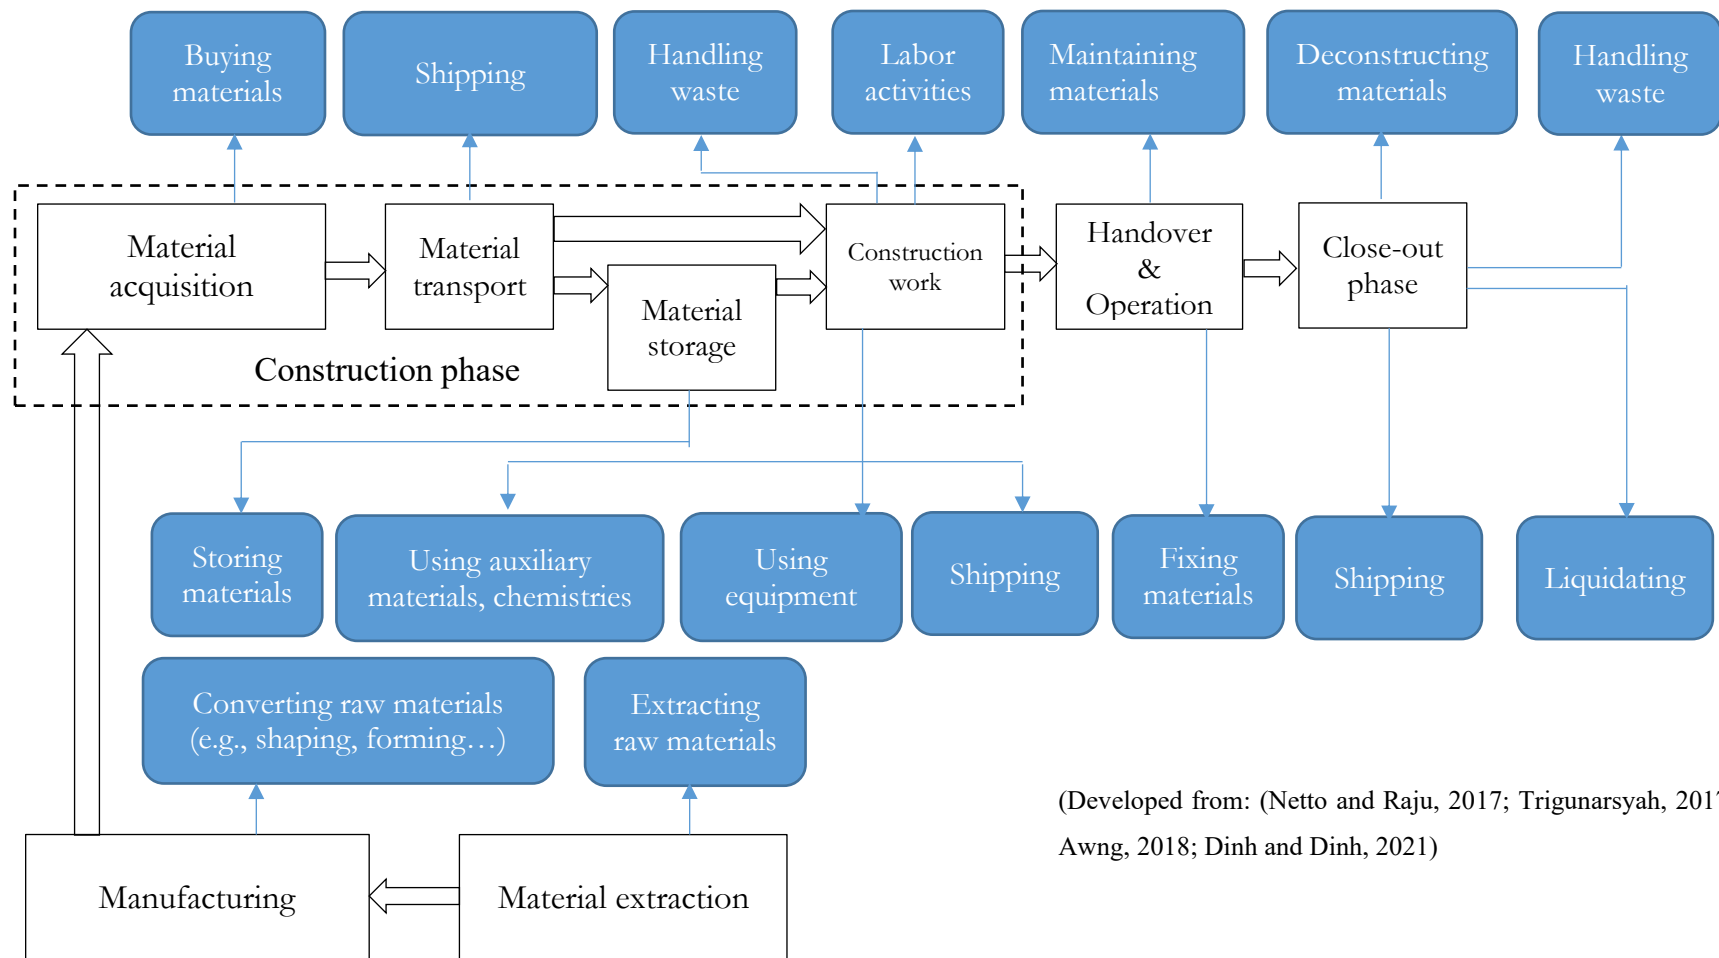 Buying
materials
Shipping
Handling
waste
Labor
activities
Maintaining
materials
Deconstructing
materials
Handling
waste
Material
acquisition
Material
transport
Material
storage
Construction
work
Handover
&
Operation
Close-out
phase
Construction phase
Storing
materials
Using auxiliary
materials, chemistries
Using
equipment
Shipping
Fixing
materials
Shipping
Liquidating
Converting raw materials
(e.g., shaping, forming…)
Extracting
raw materials
(Developed from: (Netto and Raju, 2017; Trigunarsyah, 2017
Awng, 2018; Dinh and Dinh, 2021)
Manufacturing
Material extraction